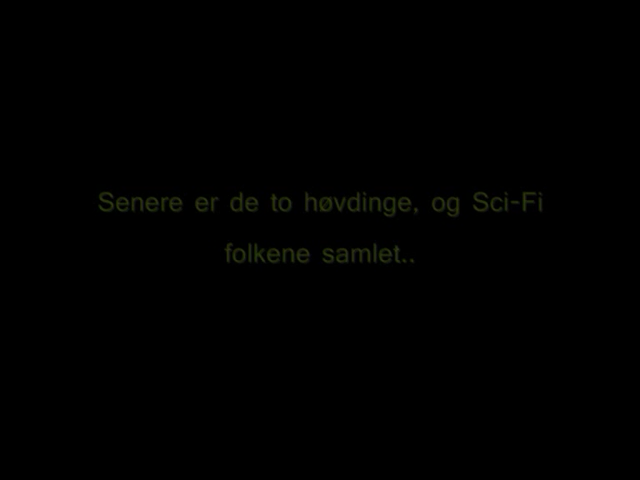 Senere er de to høvdinge, og Sci-Fi
folkene samlet..